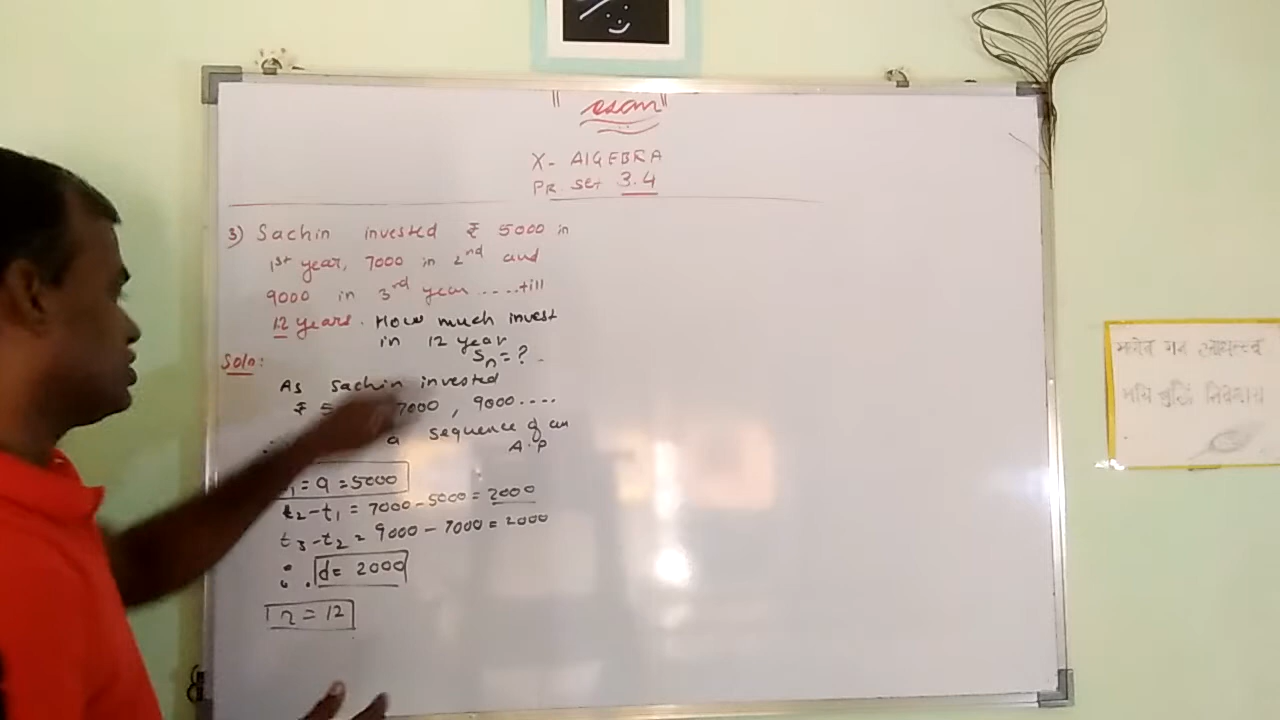 " exam"
X- AlGEBRA
PR. Set 3.4
3) Sachin invested ₹ 5000 in
1st year, 7000 in 2nd and
9000 in 3rd year .....till
12 years. How much invest
in 12 year
Sn = ?
Soln:
As Sachin invested
₹ 7000, 9000....
a sequence of an
A.P
= a = 5000
t2-t1 = 7000-5000 = 2000
t3-t2 = 9000-7000 = 2000
∴ d= 2000
n = 12